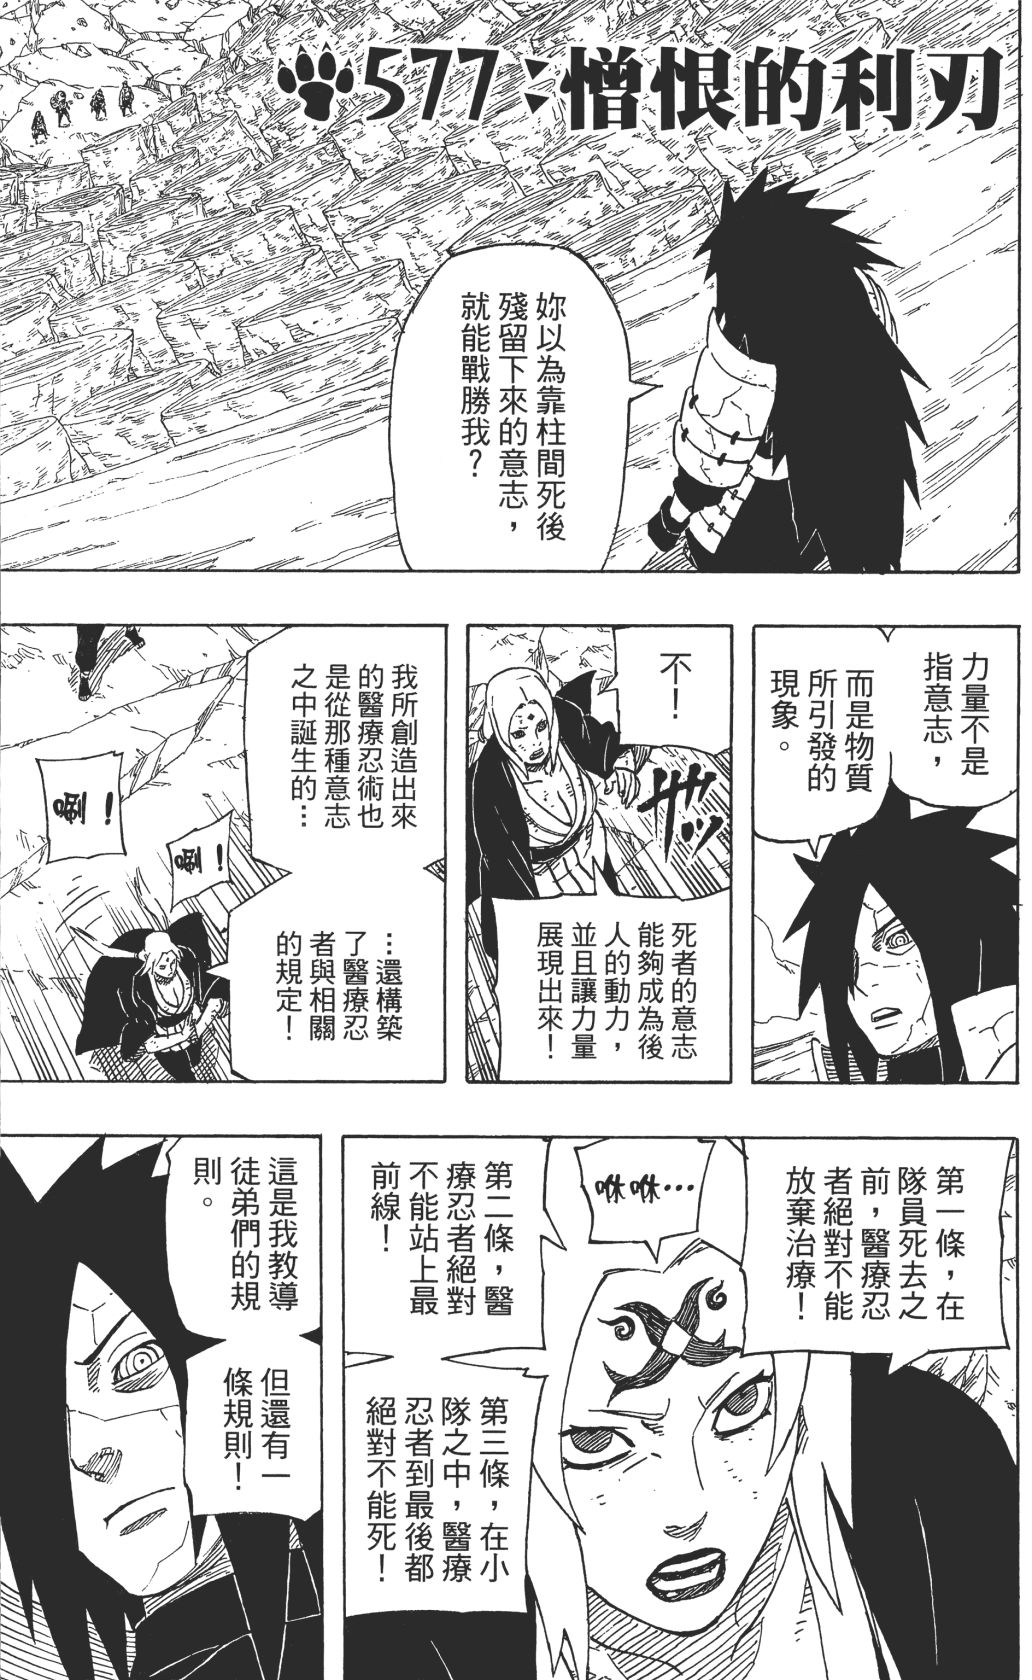 577：憎恨的利刃
妳以為靠柱間死後
殘留下來的意志，
就能戰勝我？
力量不是
指意志，
而是物質
所引發的
現象。
不！
死者的意志
能夠成為後
人的動力，
並且讓力量
展現出來！
我所創造出來
的醫療忍術也
是從那種意志
之中誕生的…
…還構築
了醫療忍
者與相關
的規定！
第一條，在
隊員死去之
前，醫療忍
者絕對不能
放棄治療！
咻咻…
第二條，醫
療忍者絕對
不能站上最
前線！
第三條，在小
隊之中，醫療
忍者到最後都
絕對不能死！
這是我教導
徒弟們的規
則。
但還有一
條規則！